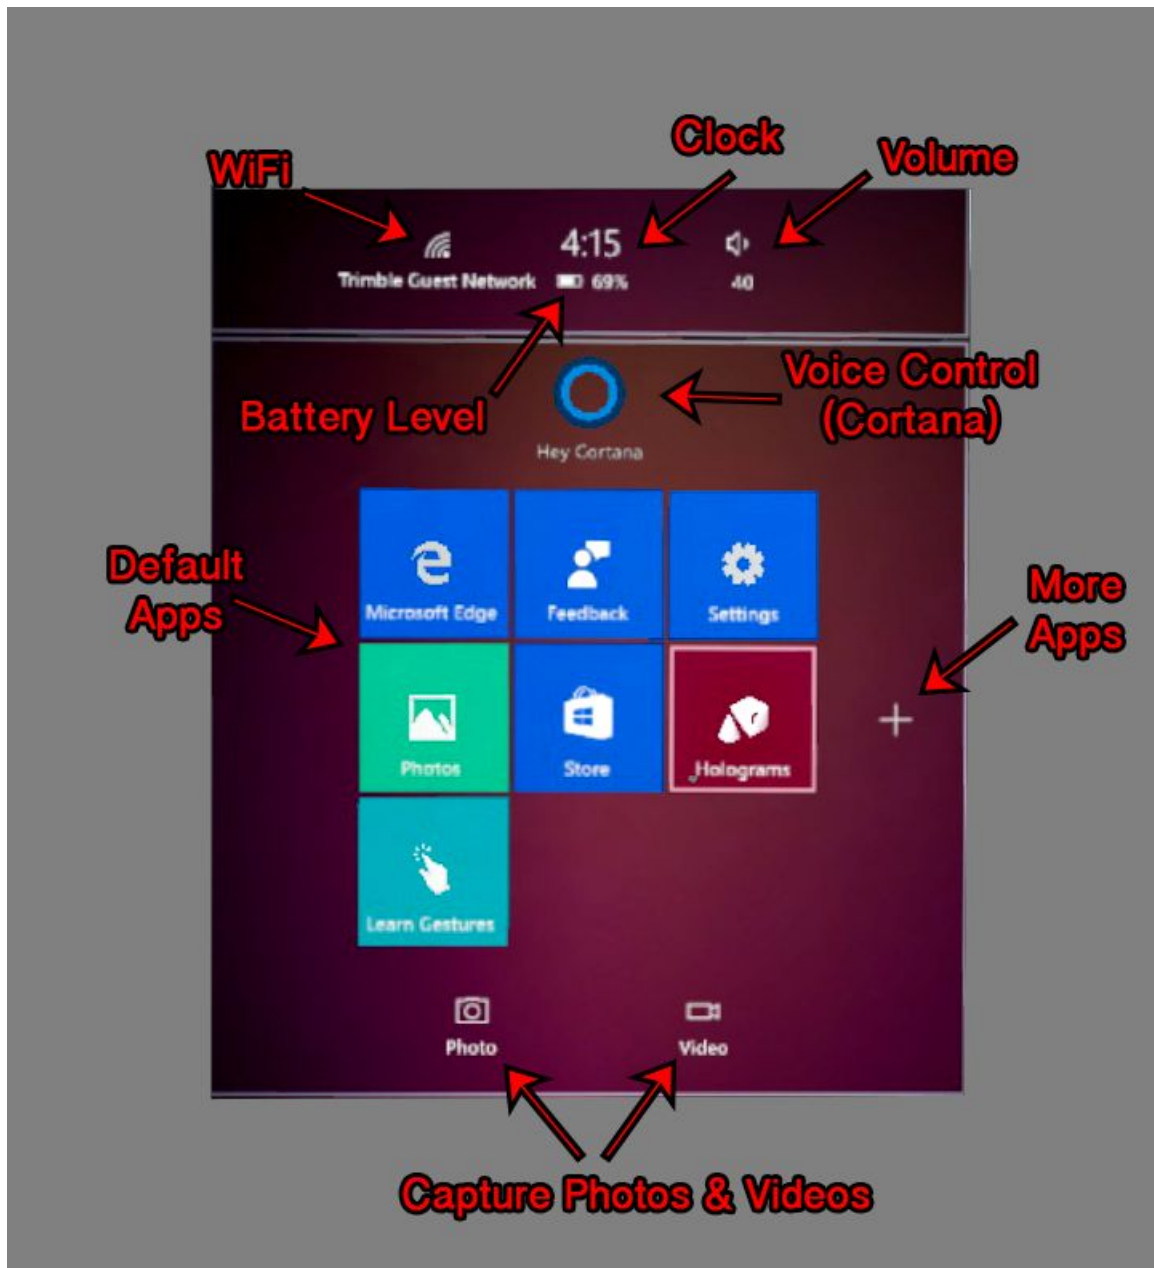 Clock
WiFi
Volume
4:15
Trimble Guest Network
69%
40
Battery Level
Voice Control
(Cortana)
Hey Cortana
Default
Apps
Microsoft Edge
Feedback
Settings
More
Apps
Photos
Store
Holograms
Learn Gestures
Photo
Video
Capture Photos & Videos